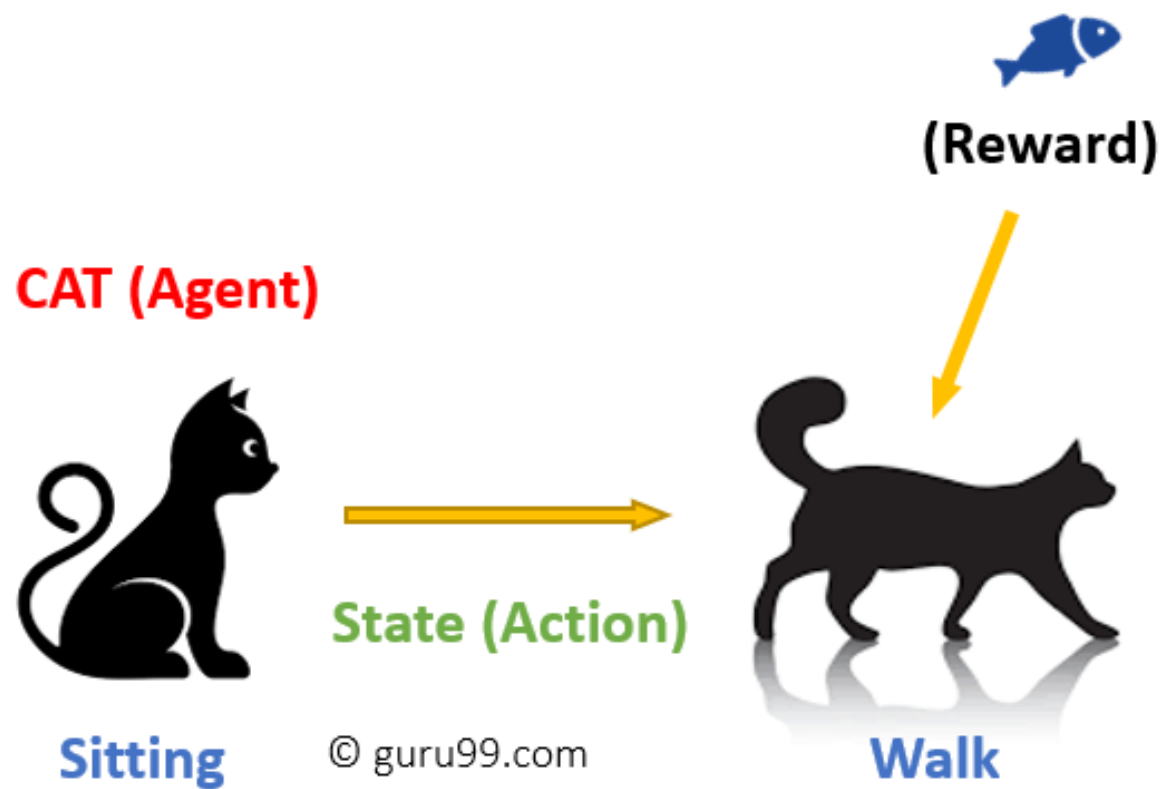 (Reward)
CAT (Agent)
State (Action)
Sitting
© guru99.com
Walk